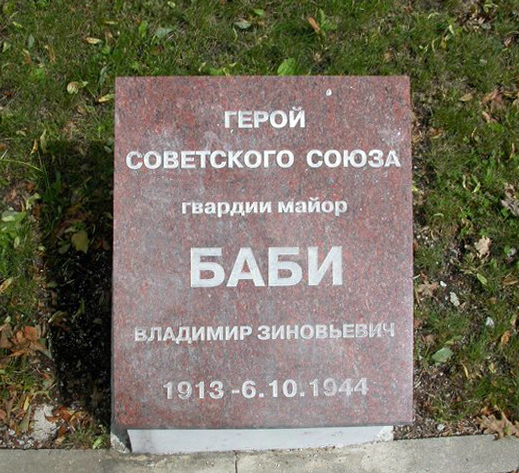 ГЕРОЙ
СОВЕТСКОГО СОЮЗА
гвардии майор
БАБИ
ВЛАДИМИР ЗИНОВЬЕВИЧ
1913 - 6.10.1944